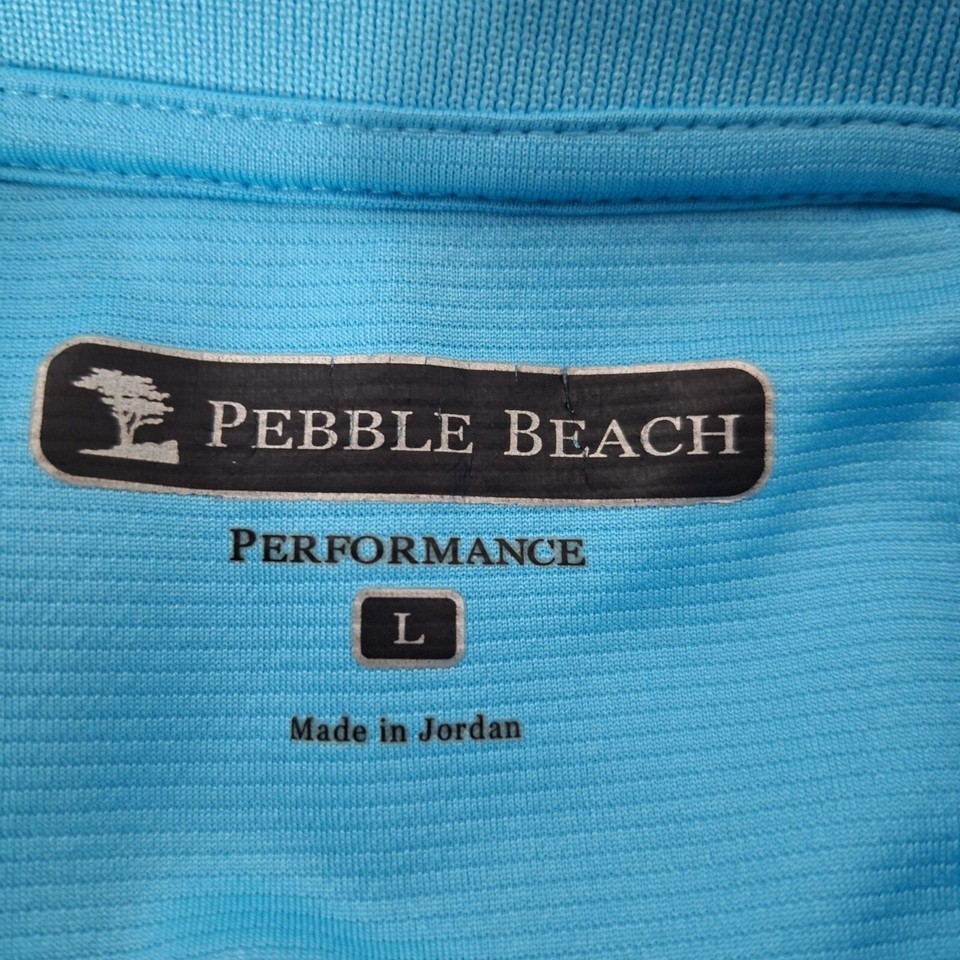 PEBBLE BEACH
PERFORMANCE
L
Made in Jordan